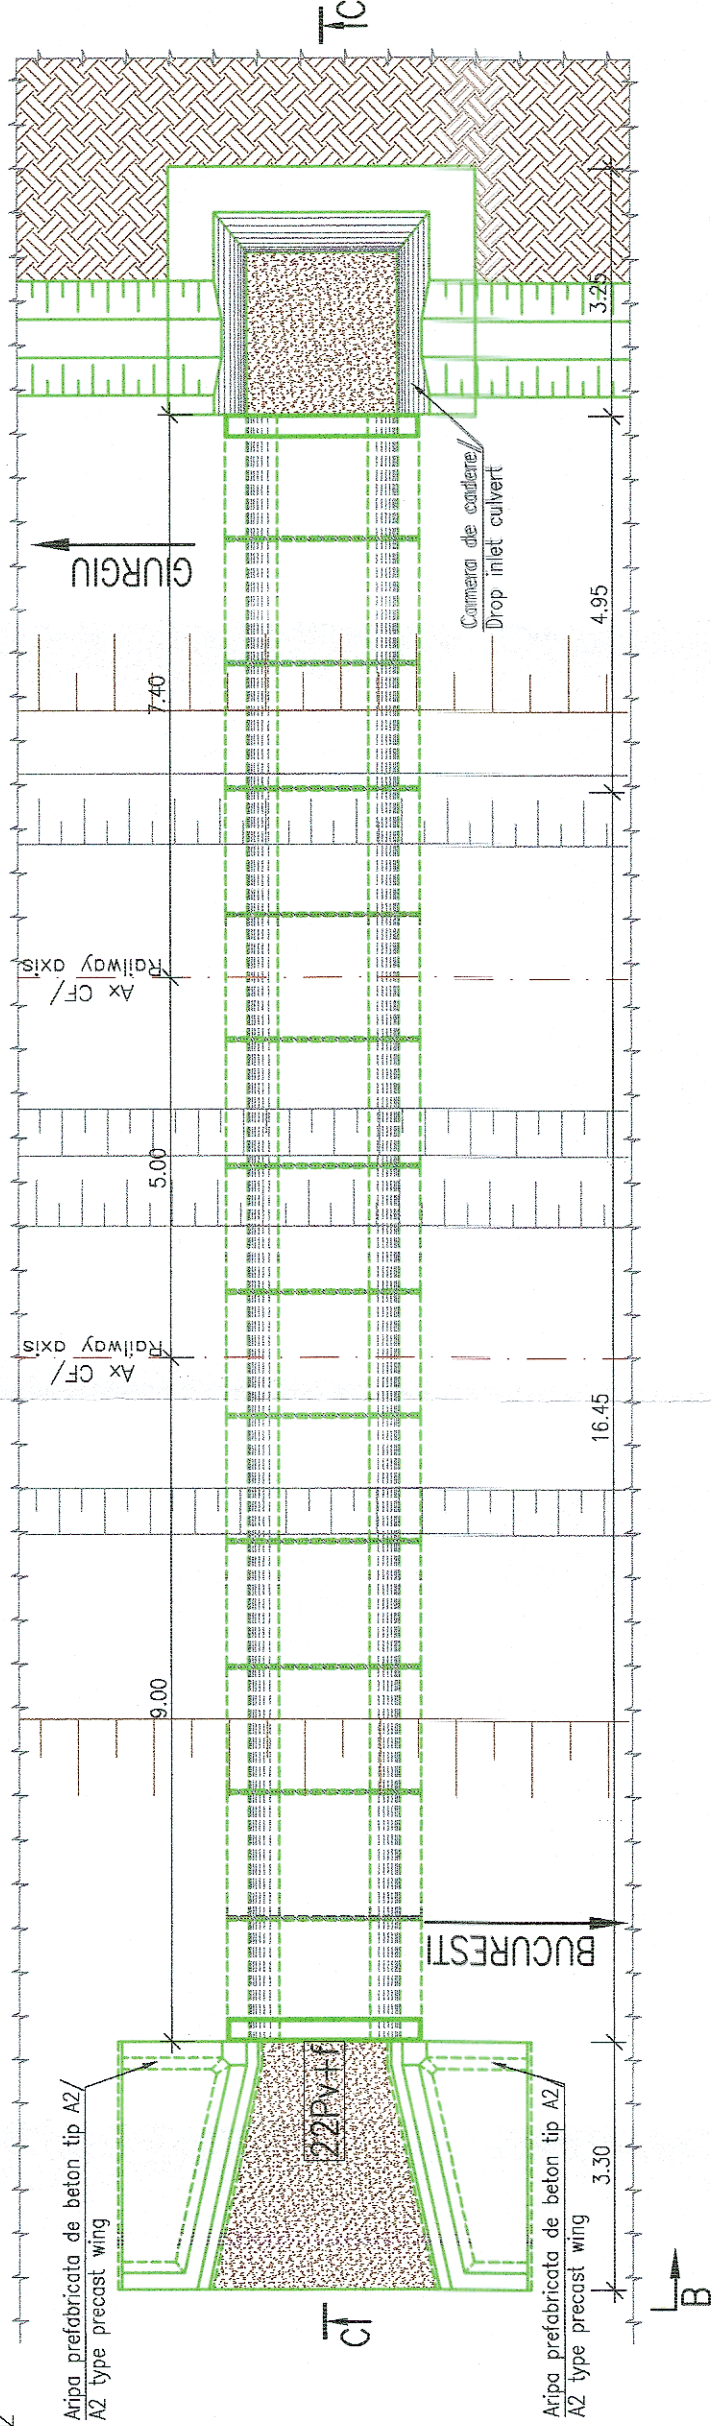 C
GIURGIU
7.40
3.25
Camera de cadere/
Drop inlet culvert
4.95
Ax CF/
Railway axis
5.00
Ax CF/
Railway axis
16.45
9.00
BUCURESTI
22Pv+f
Aripa prefabricata de beton tip A2/
A2 type precast wing
C
Aripa prefabricata de beton tip A2/
A2 type precast wing
3.30
B